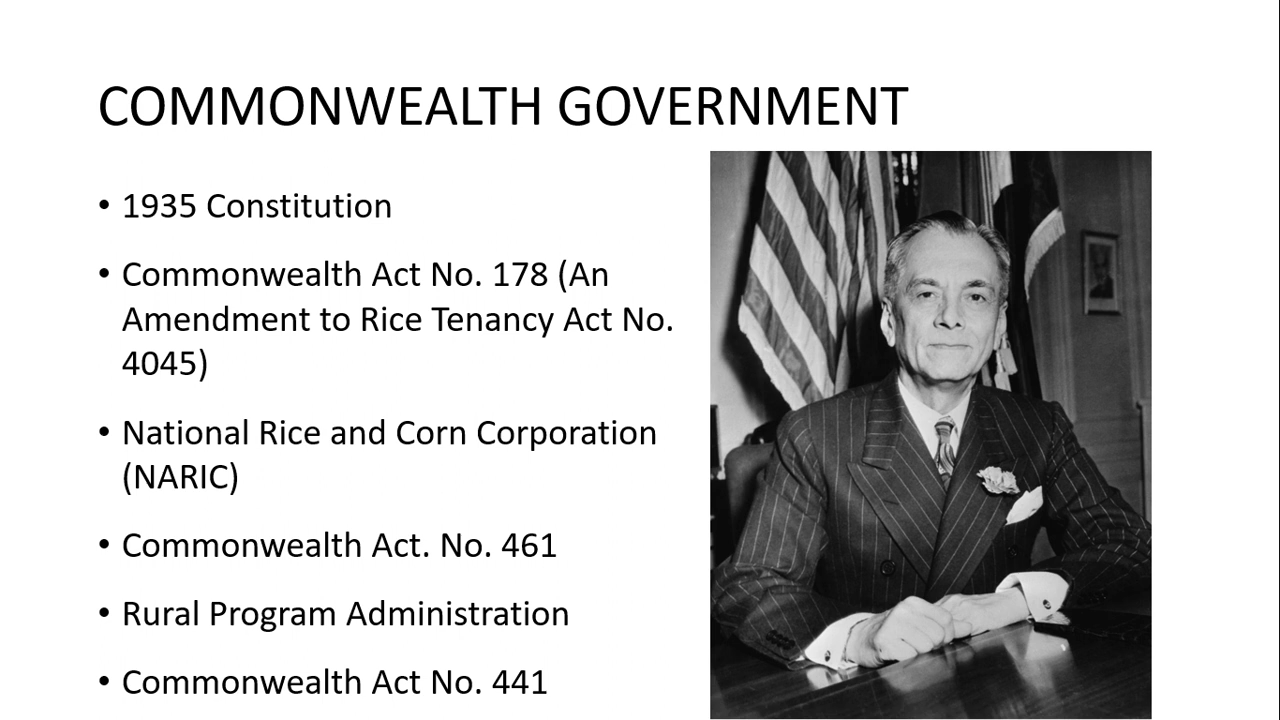 COMMONWEALTH GOVERNMENT
• 1935 Constitution
• Commonwealth Act No. 178 (An
Amendment to Rice Tenancy Act No.
4045)
• National Rice and Corn Corporation
(NARIC)
• Commonwealth Act. No. 461
• Rural Program Administration
• Commonwealth Act No. 441